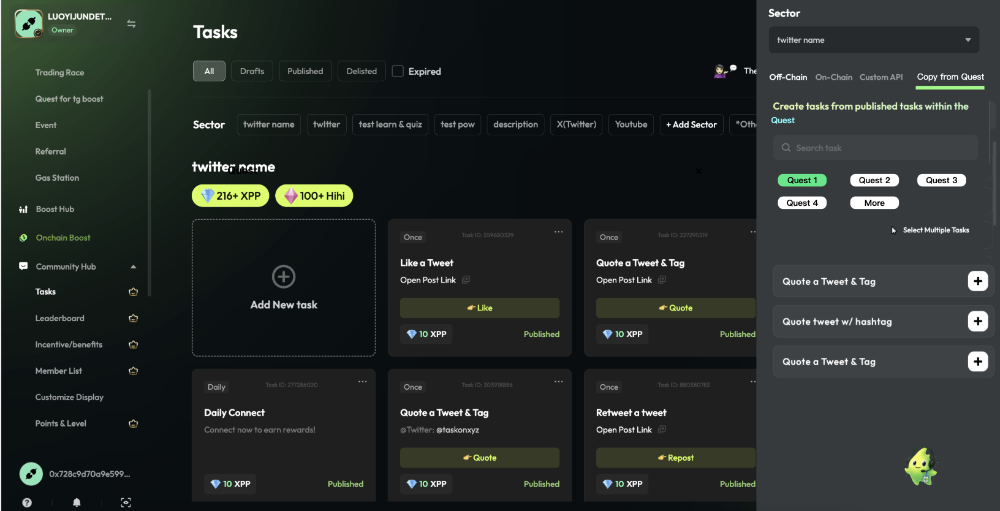 LUOYIJUNDET...
Owner
Trading Race
Quest for tg boost
Event
Referral
Gas Station
Boost Hub
Onchain Boost
Community Hub
Tasks
Leaderboard
Incentive/benefits
Member List
Customize Display
Points & Level
0x728c9d70a9e599...
Tasks
All
Drafts
Published
Delisted
Expired
The
Sector
twitter name
twItter
test learn & quiz
test pow
description
X(Twitter)
Youtube
+ Add Sector
*Oth
twitter name
Quest
×
216+ XPP
100+ Hihi
Add New task
Once
Task ID: 559680329
Like a Tweet
Open Post Link
Like
10 XPP
Published
Once
Task ID: 227295319
Quote a Tweet & Tag
Open Post Link
Quote
10 XPP
Published
Daily
Task ID: 277286020
Daily Connect
Connect now to earn rewards!
10 XPP
Published
Once
Task ID: 303918886
Quote a Tweet & Tag
@Twitter: @taskonxyz
Quote
10 XPP
Published
Once
Task ID: 880380783
Retweet a tweet
Open Post Link
Repost
10 XPP
Published
Sector
twitter name
Off-Chain
On-Chain
Custom API
Copy from Quest
Create tasks from published tasks within the
Quest
Search task
Quest 1
Quest 2
Quest 3
Quest 4
More
Select Multiple Tasks
Quote a Tweet & Tag
Quote tweet w/ hashtag
Quote a Tweet & Tag